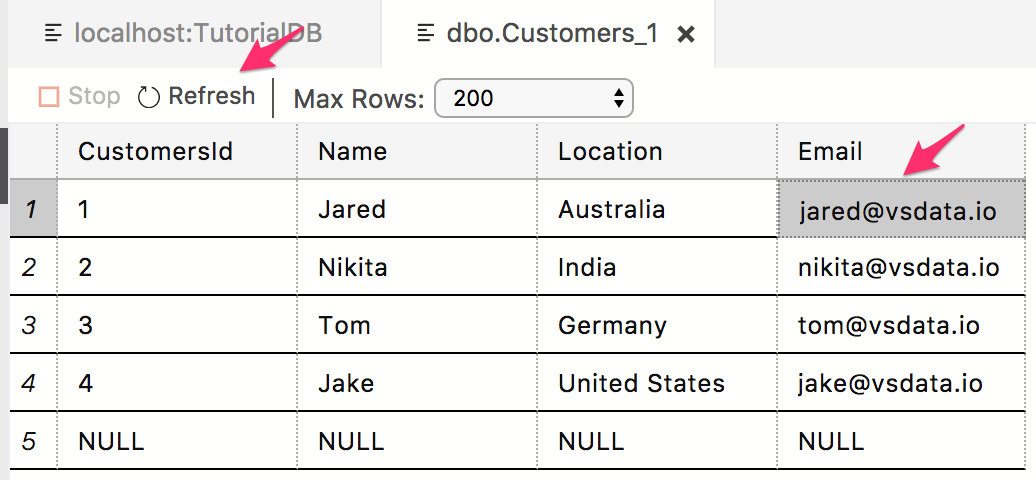 localhost:TutorialDB dbo.Customers_1
Stop Refresh Max Rows: 200
CustomersId Name Location Email
1 1 Jared Australia jared@vsdata.io
2 2 Nikita India nikita@vsdata.io
3 3 Tom Germany tom@vsdata.io
4 4 Jake United States jake@vsdata.io
5 NULL NULL NULL NULL